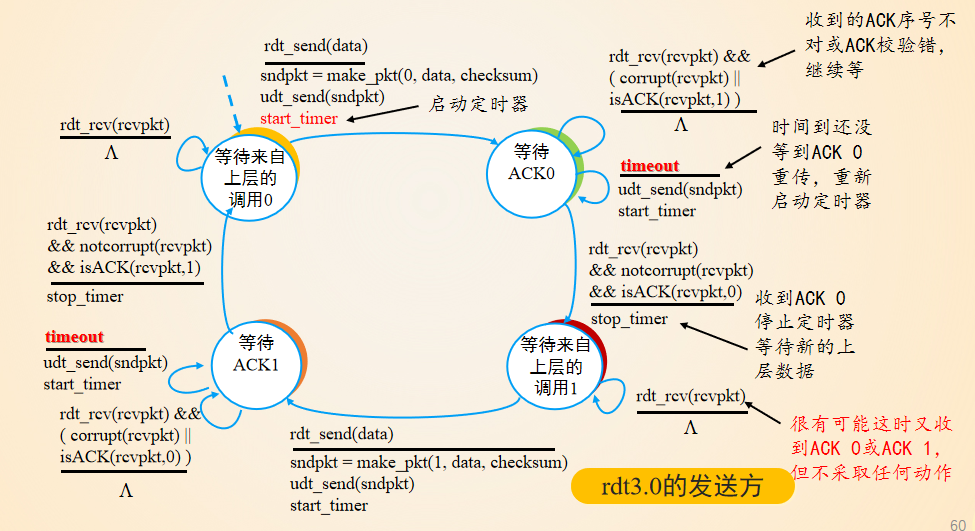 rdt_send(data)
sndpkt = make_pkt(0, data, checksum)
udt_send(sndpkt)
start_timer
启动定时器
rdt_rcv(rcvpkt) &&
( corrupt(rcvpkt) ||
isACK(rcvpkt,1) )
Λ
收到的ACK序号不
对或ACK校验错,
继续等
rdt_rcv(rcvpkt)
Λ
等待来自
上层的
调用0
等待
ACK0
timeout
udt_send(sndpkt)
start_timer
时间到还没
等到ACK 0
重传，重新
启动定时器
rdt_rcv(rcvpkt)
&& notcorrupt(rcvpkt)
&& isACK(rcvpkt,1)
stop_timer
rdt_rcv(rcvpkt)
&& notcorrupt(rcvpkt)
&& isACK(rcvpkt,0)
stop_timer
收到ACK 0
停止定时器
等待新的上
层数据
timeout
udt_send(sndpkt)
start_timer
等待
ACK1
等待来自
上层的
调用1
rdt_rcv(rcvpkt) &&
( corrupt(rcvpkt) ||
isACK(rcvpkt,0) )
Λ
rdt_rcv(rcvpkt)
Λ
很有可能这时又收
到ACK 0或ACK 1，
但不采取任何动作
rdt_send(data)
sndpkt = make_pkt(1, data, checksum)
udt_send(sndpkt)
start_timer
rdt3.0的发送方
60